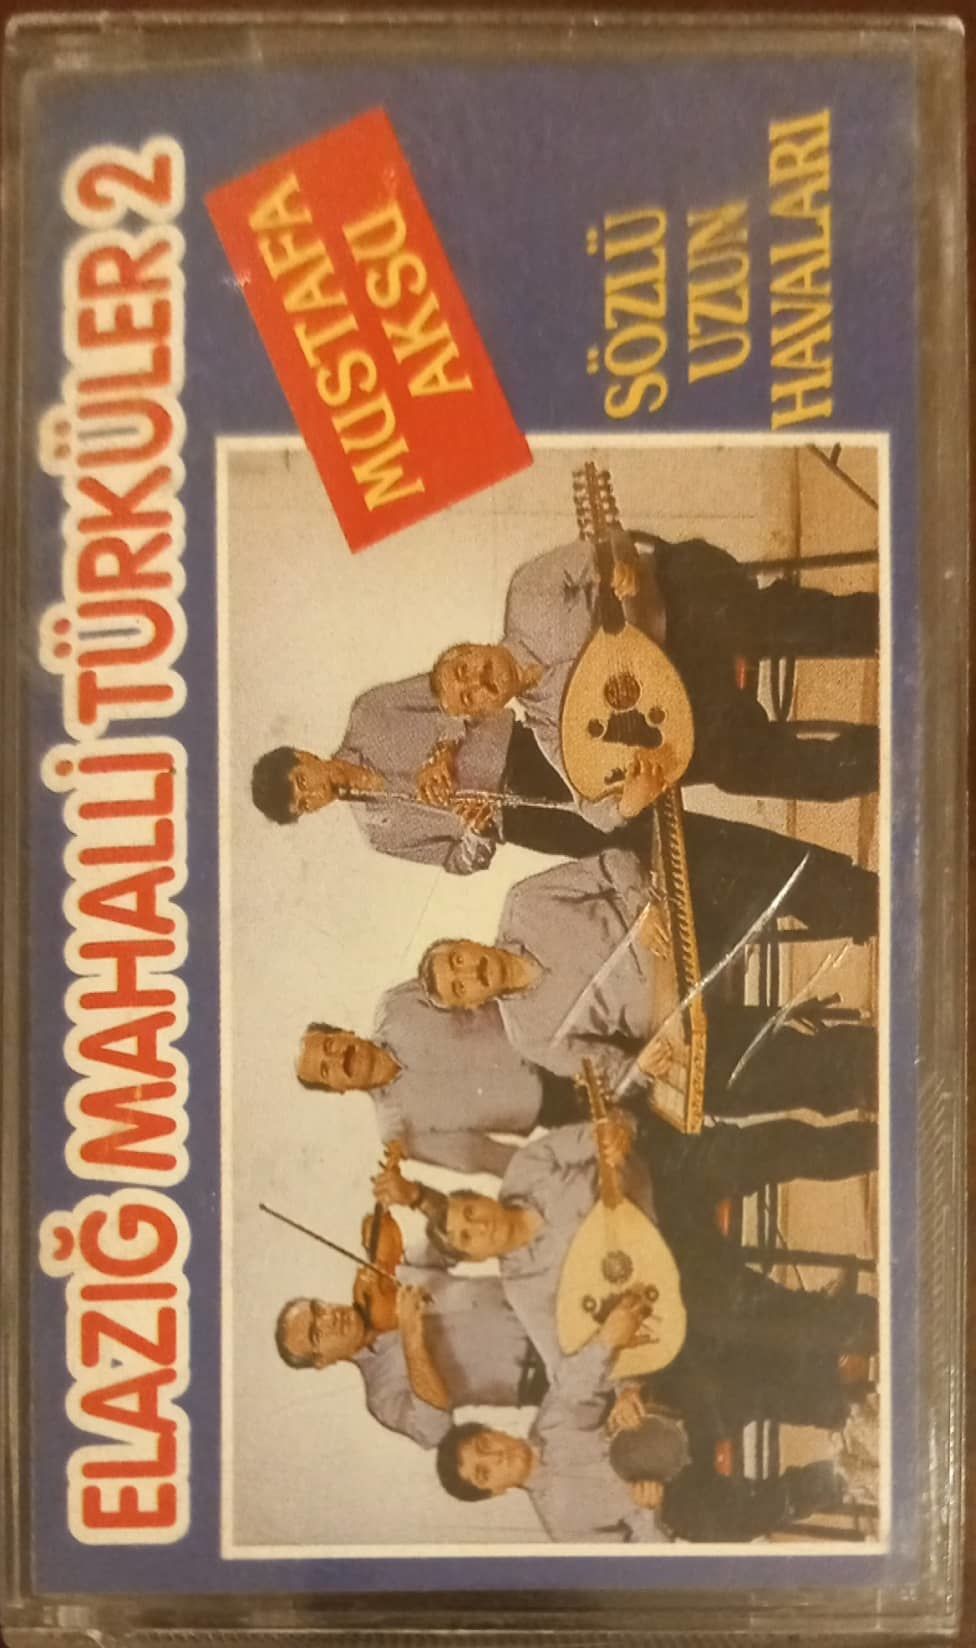 ELAZIĞ MAHALLİ TÜRKÜLER 2
MUSTAFA
AKSU
SÖZLÜ
UZUN
HAVALARI